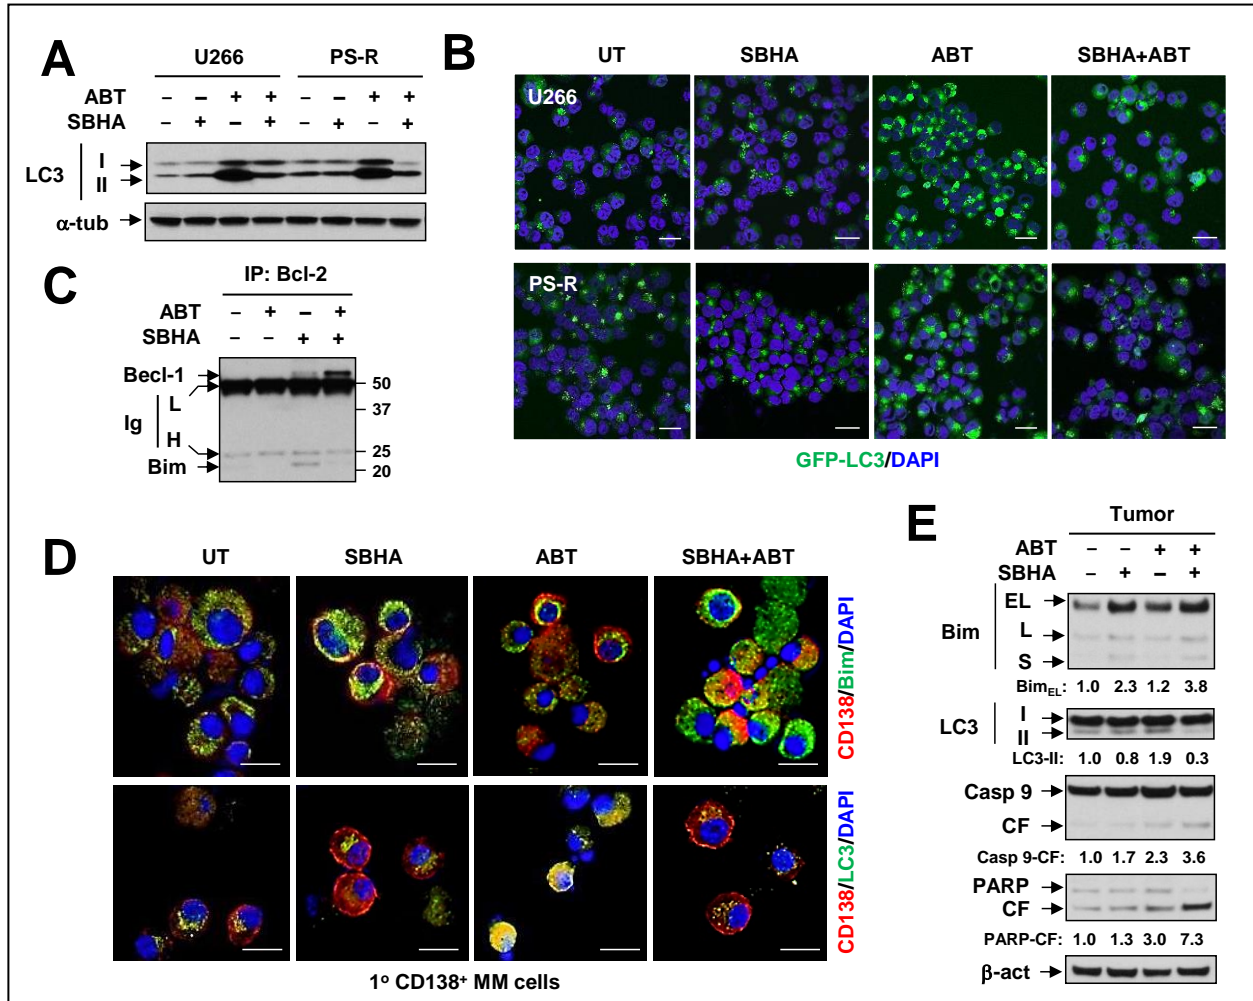 A
U266 PS-R
ABT – – + + – – + +
SBHA – + – + – + – +
LC3 I
II
α-tub
B
UT SBHA ABT SBHA+ABT
U266
PS-R
GFP-LC3/DAPI
C
IP: Bcl-2
ABT – + – +
SBHA – – + +
Becl-1
Ig L
H
Bim
50
37
25
20
D
UT SBHA ABT SBHA+ABT
CD138/Bim/DAPI
CD138/LC3/DAPI
1º CD138+ MM cells
E
Tumor
ABT – – + +
SBHA – + – +
Bim EL
L
S
BimEL: 1.0 2.3 1.2 3.8
LC3 I
II
LC3-II: 1.0 0.8 1.9 0.3
Casp 9
CF
Casp 9-CF: 1.0 1.7 2.3 3.6
PARP
CF
PARP-CF: 1.0 1.3 3.0 7.3
β-act